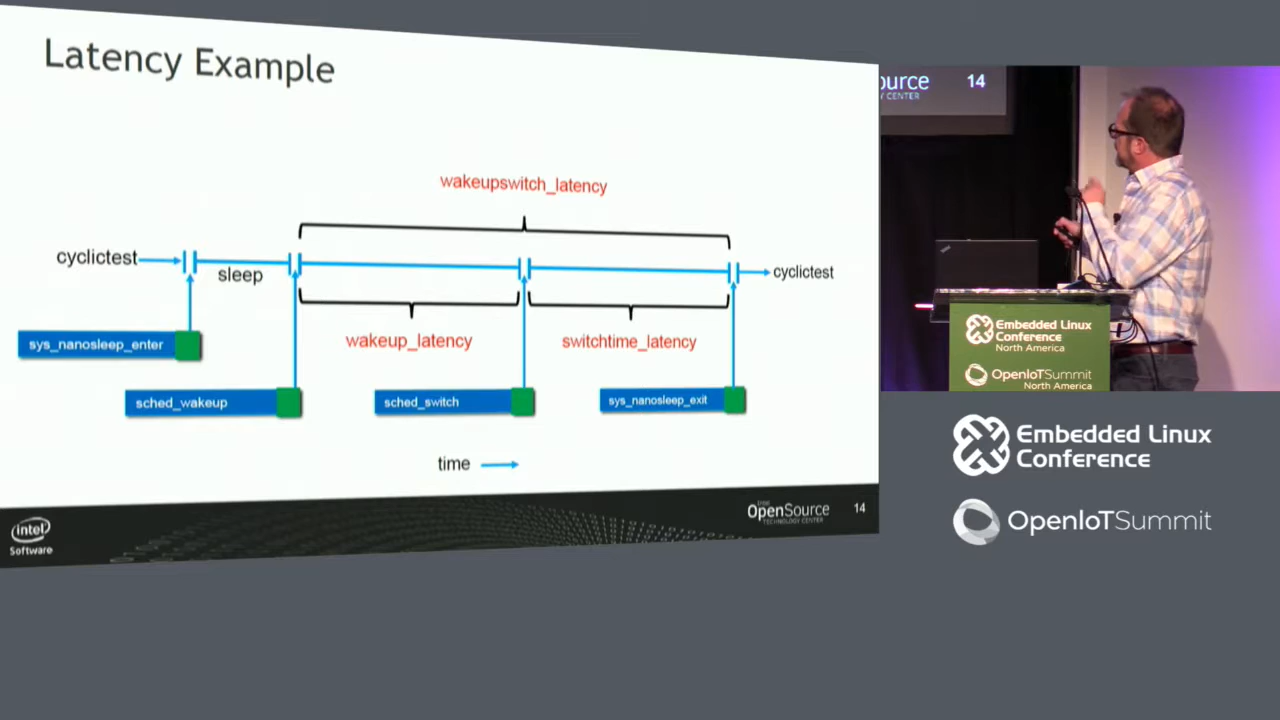 Latency Example
wakeupswitch_latency
cyclictest
sleep
cyclictest
wakeup_latency
switchtime_latency
sys_nanosleep_enter
sched_wakeup
sched_switch
sys_nanosleep_exit
time
intel
Software
OpenSource
TECHNOLOGY CENTER
14
ource
Y CENTER
14
Embedded Linux
Conference
North America
OpenIoTSummit
North America
Embedded Linux
Conference
OpenIoTSummit